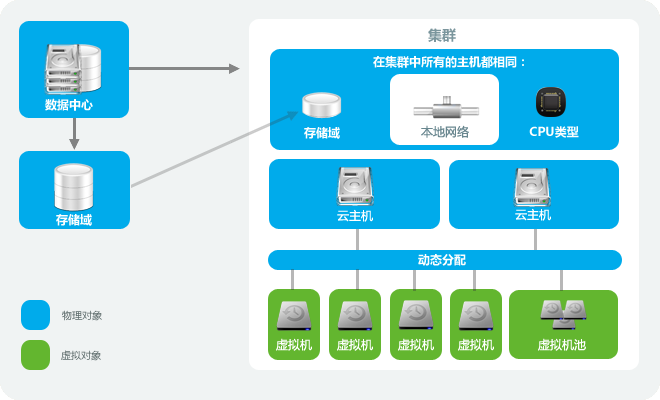 集群
在集群中所有的主机都相同：
数据中心
存储域
本地网络
CPU类型
存储域
云主机
云主机
动态分配
虚拟机
虚拟机
虚拟机
虚拟机
虚拟机池
物理对象
虚拟对象